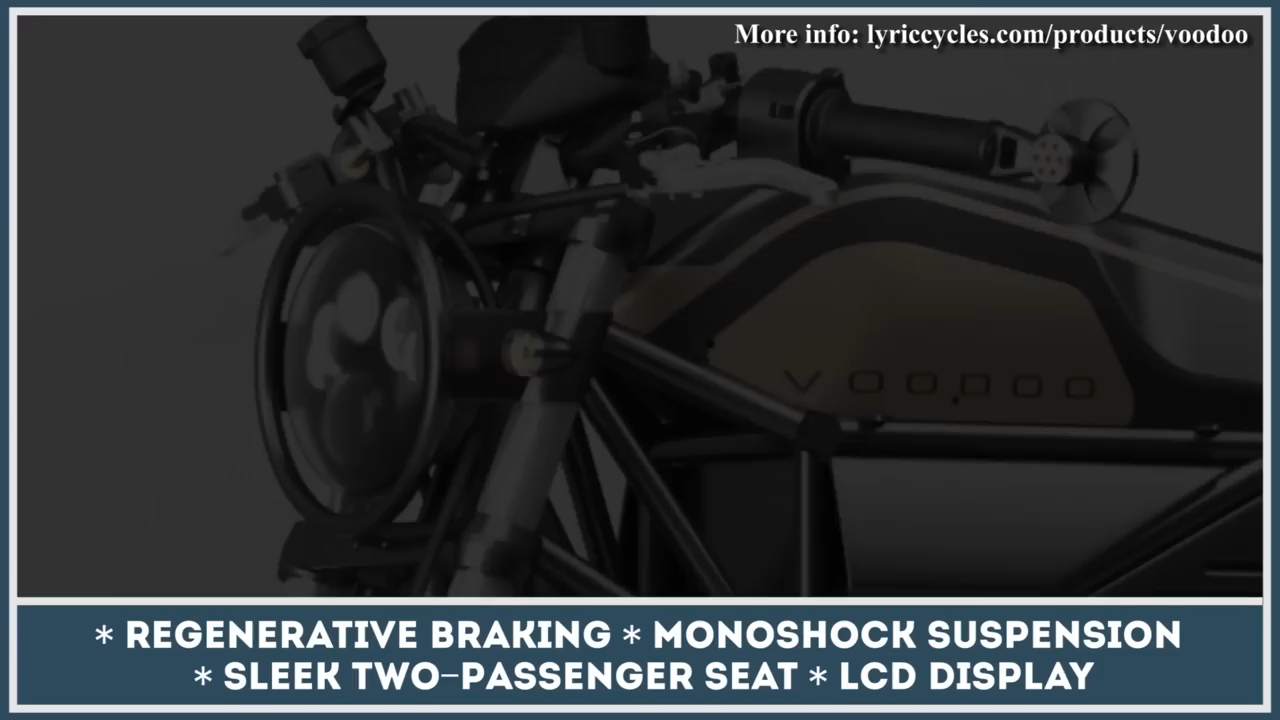 More info: lyriccycles.com/products/voodoo
VOODOO
* REGENERATIVE BRAKING * MONOSHOCK SUSPENSION
* SLEEK TWO-PASSENGER SEAT * LCD DISPLAY